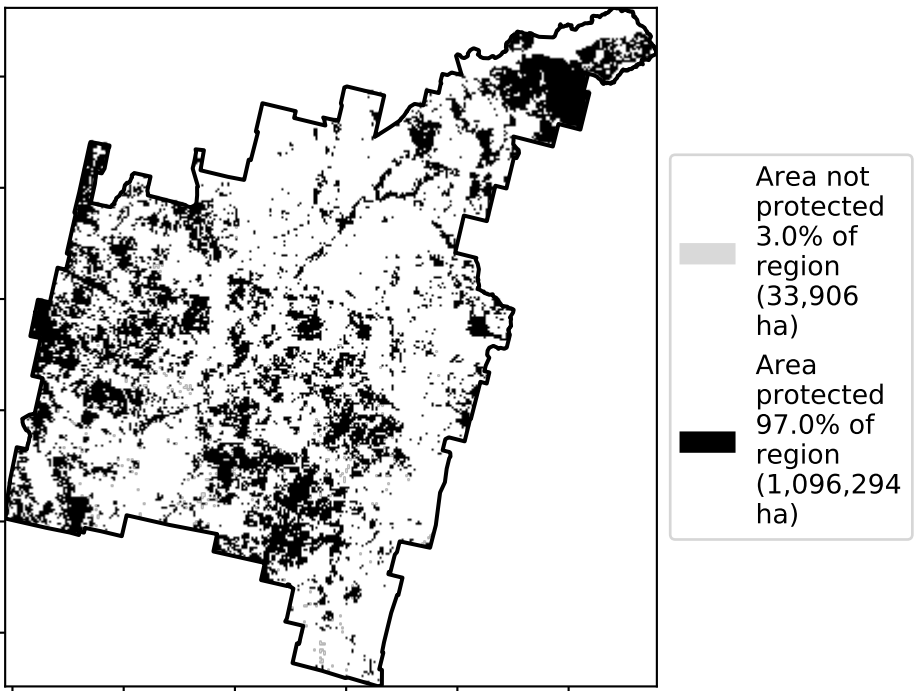 Area not
protected
3.0% of
region
(33,906
ha)
Area
protected
97.0% of
region
(1,096,294
ha)